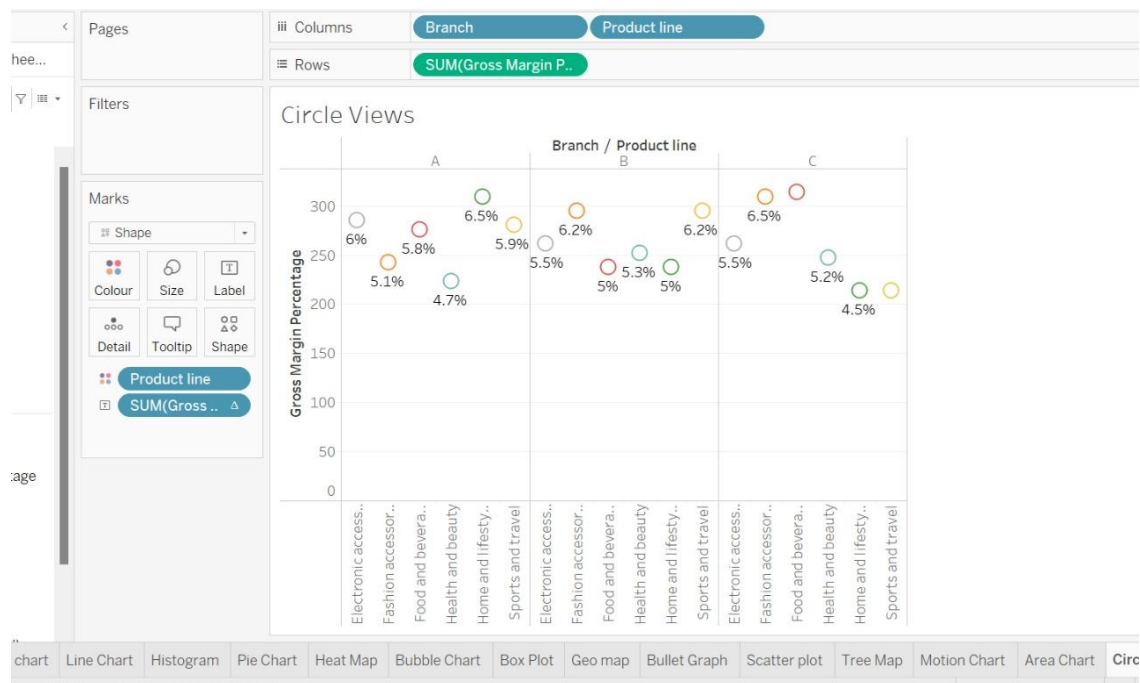 Pages
iii Columns
Branch
Product line
hee...
Rows
SUM(Gross Margin P..
Filters
Circle Views
Branch / Product line
A
B
C
Marks
Shape
Colour
Size
Label
Detail
Tooltip
Shape
Product line
SUM(Gross ..
Gross Margin Percentage
300
250
200
150
100
50
0
6%
5.1%
5.8%
4.7%
6.5%
5.9%
5.5%
6.2%
5%
5.3%
5%
6.2%
5.5%
6.5%
5.2%
4.5%
tage
Electronic access..
Fashion accessor..
Food and bevera..
Health and beauty
Home and lifesty..
Sports and travel
Electronic access..
Fashion accessor..
Food and bevera..
Health and beauty
Home and lifesty..
Sports and travel
Electronic access..
Fashion accessor..
Food and bevera..
Health and beauty
Home and lifesty..
Sports and travel
chart
Line Chart
Histogram
Pie Chart
Heat Map
Bubble Chart
Box Plot
Geo map
Bullet Graph
Scatter plot
Tree Map
Motion Chart
Area Chart
Circ